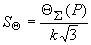 S_Θ = Θ_Σ(P) / k√3